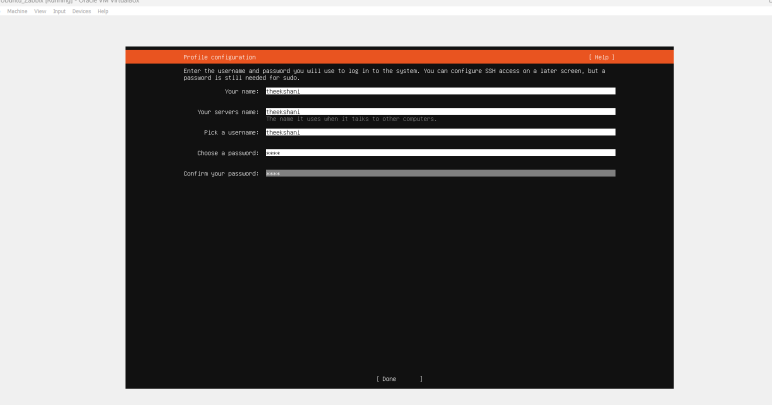 Ubuntu_Zabbix [Running] - Oracle VM VirtualBox
Machine View Input Devices Help
Profile configuration [ Help ]
Enter the username and password you will use to log in to the system. You can configure SSH access on a later screen, but a
password is still needed for sudo.
Your name: theekshani
Your servers name: theekshani
The name it uses when it talks to other computers.
Pick a username: theekshani
Choose a password: ****
Confirm your password: ****
[ Done ]